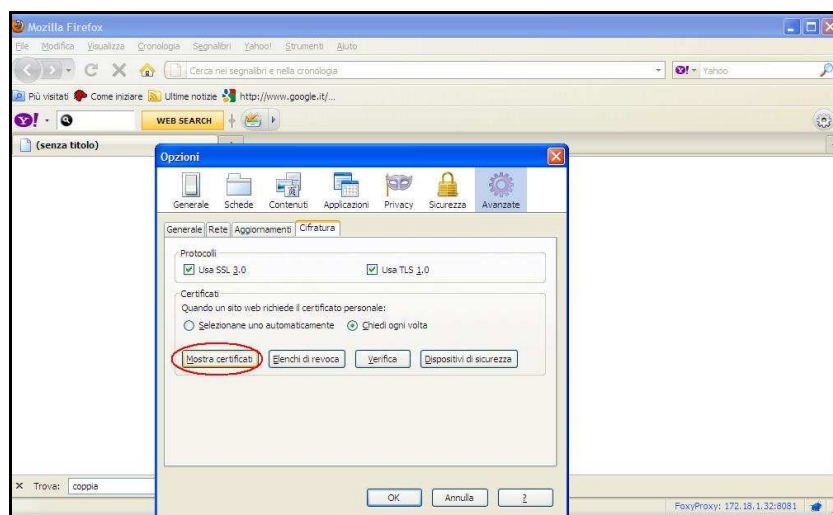 Mozilla Firefox
File Modifica Visualizza Cronologia Segnalibri Yahoo! Strumenti Aiuto
Cerca nei segnalibri e nella cronologia
Y! Yahoo
Più visitati Come iniziare Ultime notizie http://www.google.it/...
Y! WEB SEARCH
(senza titolo)
Opzioni
Generale Schede Contenuti Applicazioni Privacy Sicurezza Avanzate
Generale Rete Aggiornamenti Cifratura
Protocolli
Usa SSL 3.0 Usa TLS 1.0
Certificati
Quando un sito web richiede il certificato personale:
Selezionane uno automaticamente Chiedi ogni volta
Mostra certificati Elenchi di revoca Verifica Dispositivi di sicurezza
Trova: coppia
OK Annulla ?
FoxyProxy: 172.18.1.32:8081